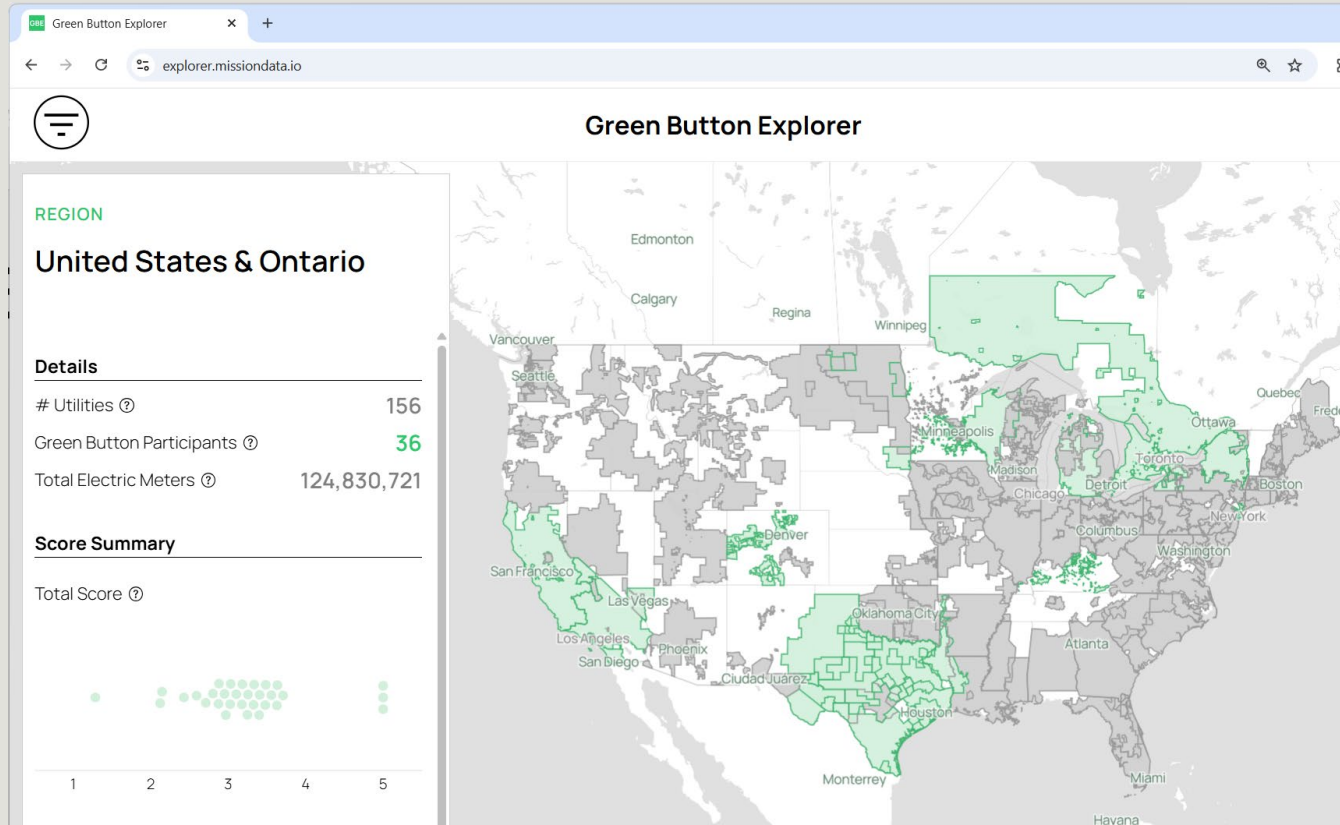 GBE Green Button Explorer
explorer.missiondata.io
Green Button Explorer
REGION
United States & Ontario
Details
# Utilities ? 156
Green Button Participants ? 36
Total Electric Meters ? 124,830,721
Score Summary
Total Score ?
1 2 3 4 5
Edmonton
Calgary
Regina
Winnipeg
Vancouver
Seattle
Quebec
Fred
Ottawa
Minneapolis
Toronto
Madison
Detroit
Boston
Chicago
New York
Columbus
Denver
Washington
San Francisco
Las Vegas
Oklahoma City
Los Angeles
Atlanta
Phoenix
San Diego
Ciudad Juárez
Houston
Monterrey
Miami
Havana